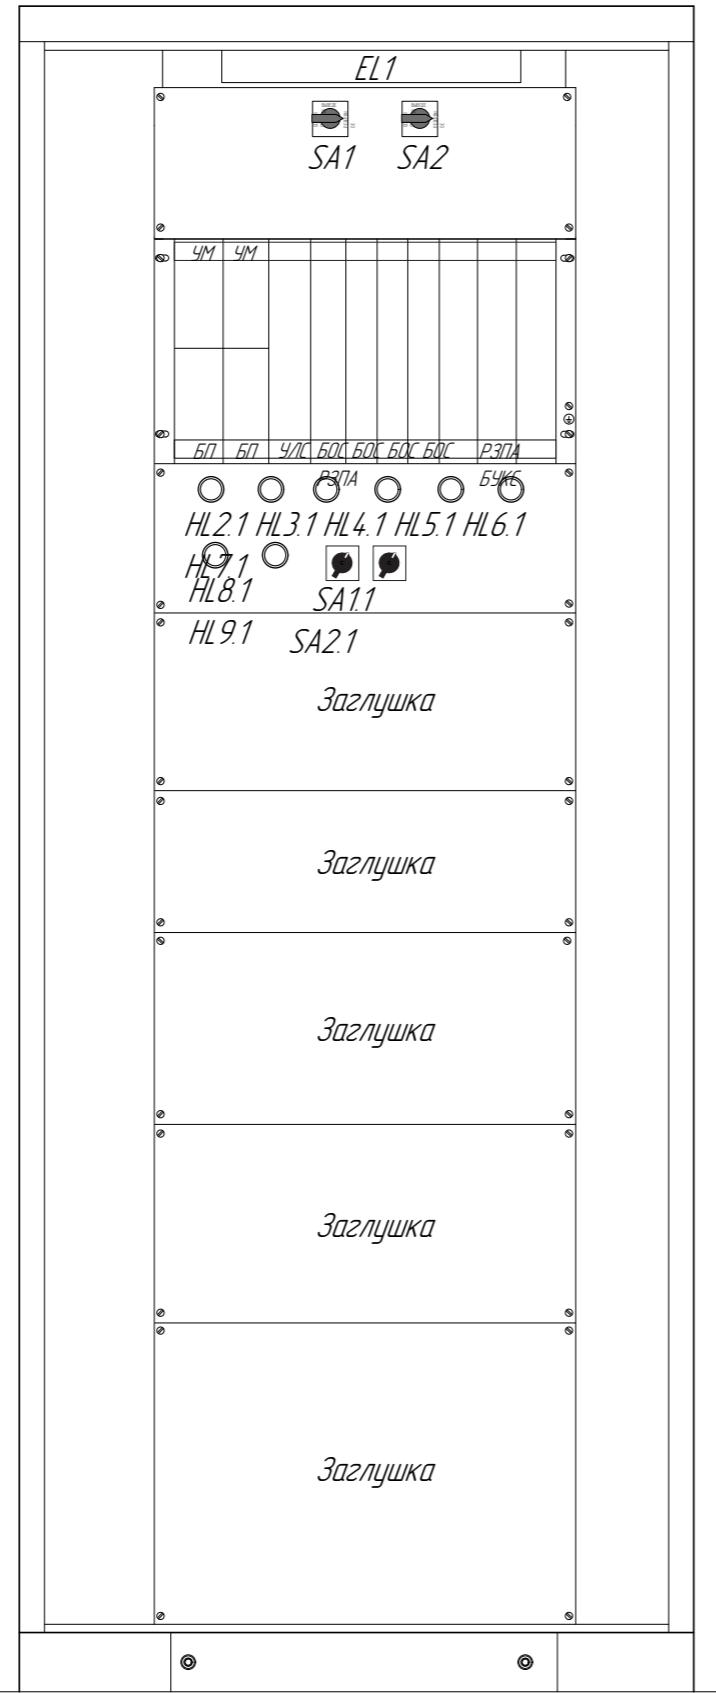 EL1
SA1 SA2
УМ УМ
БП БП УЛС БОС БОС БОС БОС РЗПА
РЗПА БУКС
HL2.1 HL3.1 HL4.1 HL5.1 HL6.1
HL7.1
HL8.1 SA1.1
HL9.1 SA2.1
Заглушка
Заглушка
Заглушка
Заглушка
Заглушка